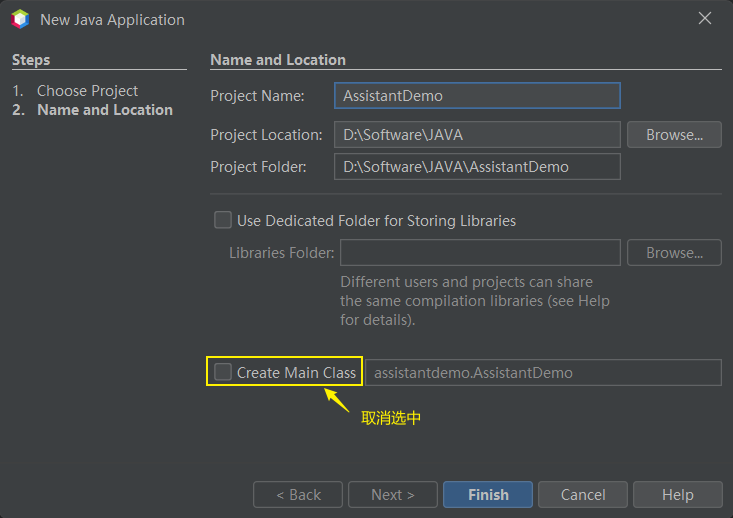 New Java Application
Steps
1. Choose Project
2. Name and Location
Name and Location
Project Name: AssistantDemo
Project Location: D:\Software\JAVA Browse...
Project Folder: D:\Software\JAVA\AssistantDemo
Use Dedicated Folder for Storing Libraries
Libraries Folder: Browse...
Different users and projects can share
the same compilation libraries (see Help
for details).
Create Main Class assistantdemo.AssistantDemo
取消选中
< Back Next > Finish Cancel Help